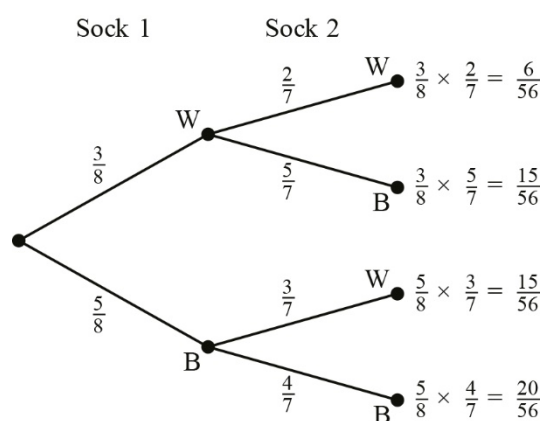 Sock 1 Sock 2
2/7 W 3/8 × 2/7 = 6/56
W
3/8 5/7 B 3/8 × 5/7 = 15/56
5/8 3/7 W 5/8 × 3/7 = 15/56
B
4/7 B 5/8 × 4/7 = 20/56